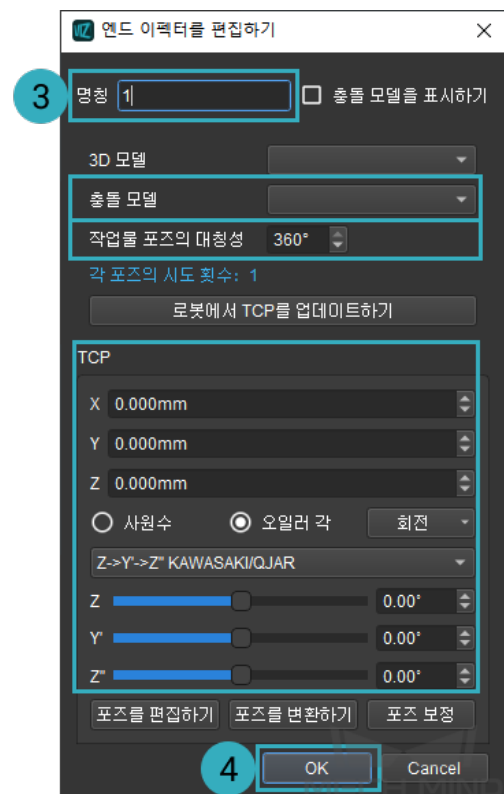 VIZ 엔드 이펙터를 편집하기
3 명칭 1 충돌 모델을 표시하기
3D 모델
충돌 모델
작업물 포즈의 대칭성 360°
각 포즈의 시도 횟수: 1
로봇에서 TCP를 업데이트하기
TCP
X 0.000mm
Y 0.000mm
Z 0.000mm
사원수 오일러 각 회전
Z->Y'->Z'' KAWASAKI/QJAR
Z 0.00°
Y' 0.00°
Z'' 0.00°
포즈를 편집하기 포즈를 변환하기 포즈 보정
4 OK Cancel